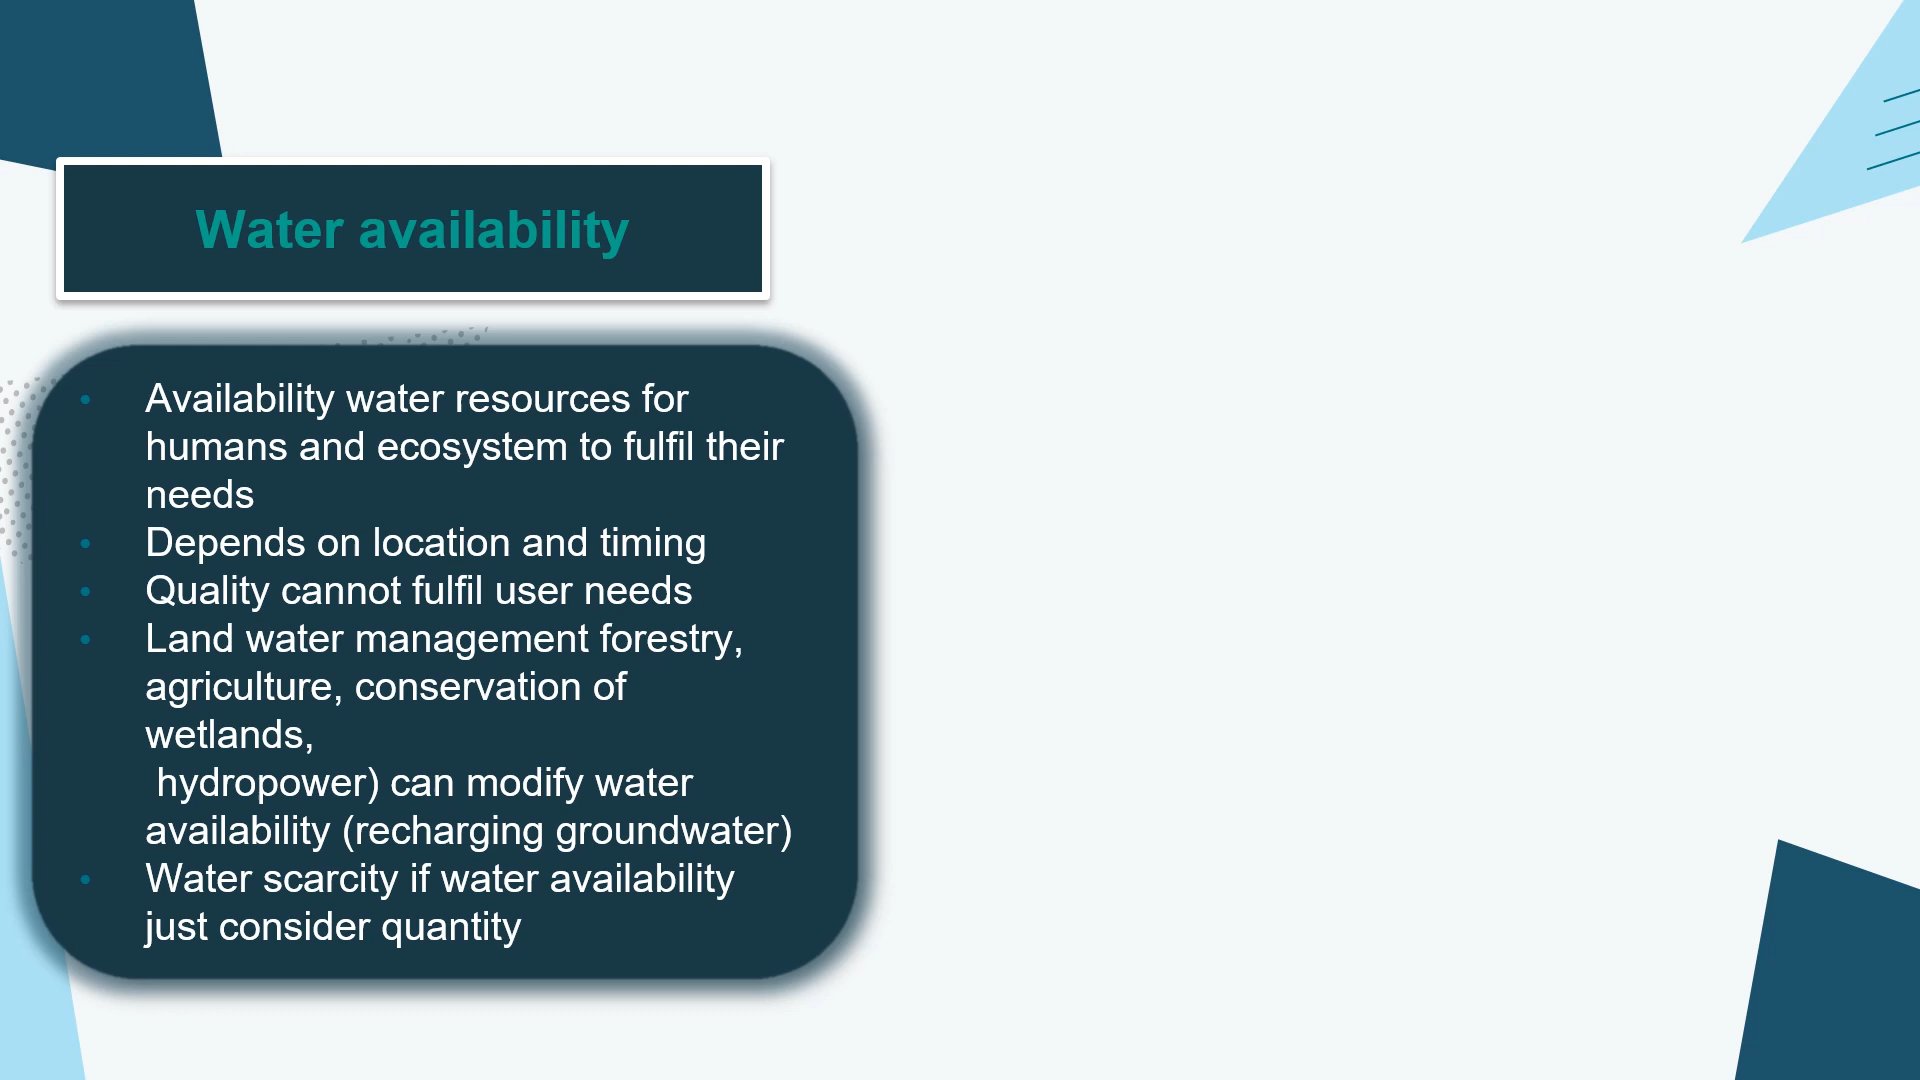 Water availability
• Availability water resources for
humans and ecosystem to fulfil their
needs
• Depends on location and timing
• Quality cannot fulfil user needs
• Land water management forestry,
agriculture, conservation of
wetlands,
hydropower) can modify water
availability (recharging groundwater)
• Water scarcity if water availability
just consider quantity